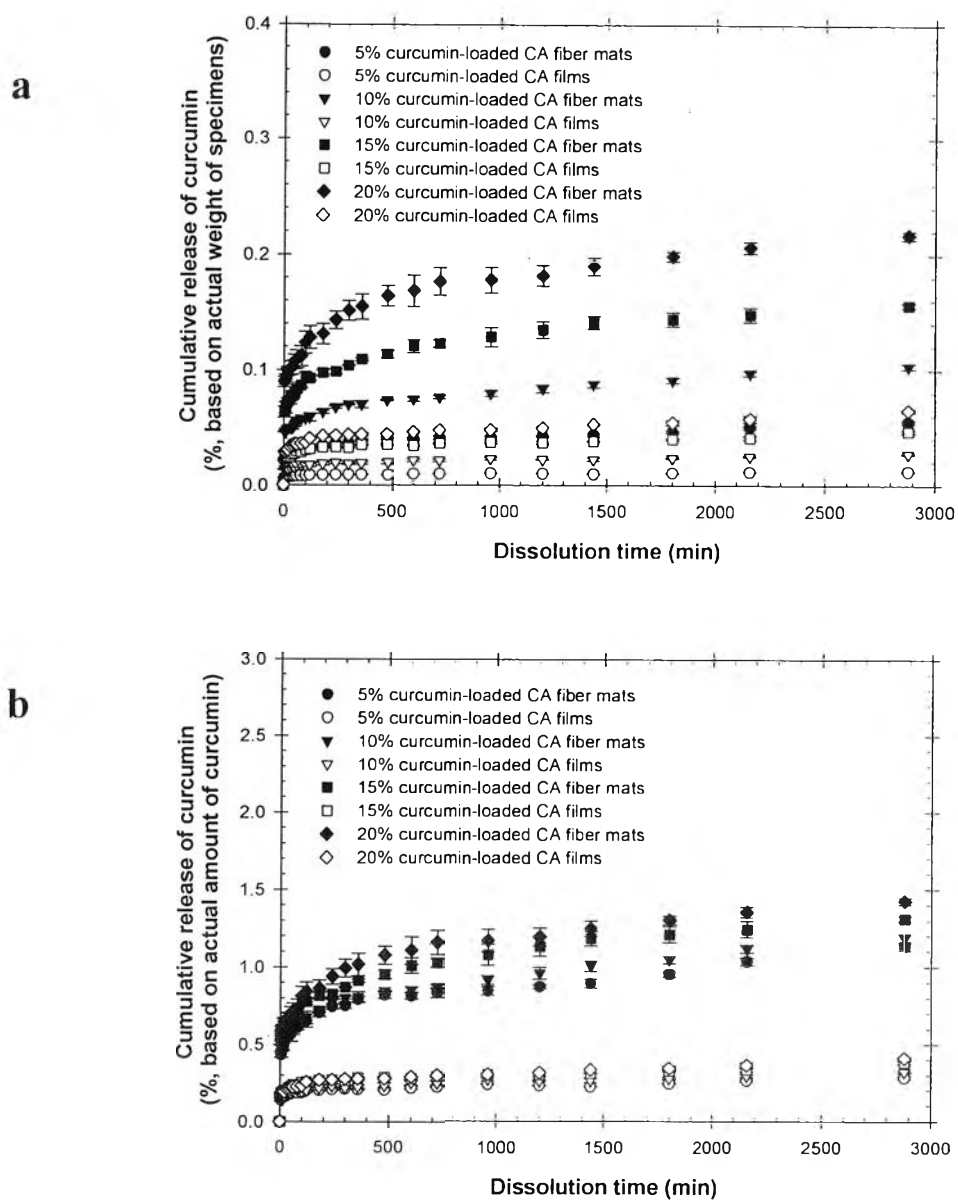 a
Cumulative release of curcumin
(%, based on actual weight of specimens)
0.4
0.3
0.2
0.1
0.0
5% curcumin-loaded CA fiber mats
5% curcumin-loaded CA films
10% curcumin-loaded CA fiber mats
10% curcumin-loaded CA films
15% curcumin-loaded CA fiber mats
15% curcumin-loaded CA films
20% curcumin-loaded CA fiber mats
20% curcumin-loaded CA films
0 500 1000 1500 2000 2500 3000
Dissolution time (min)
b
Cumulative release of curcumin
(%, based on actual amount of curcumin)
3.0
2.5
2.0
1.5
1.0
0.5
0.0
5% curcumin-loaded CA fiber mats
5% curcumin-loaded CA films
10% curcumin-loaded CA fiber mats
10% curcumin-loaded CA films
15% curcumin-loaded CA fiber mats
15% curcumin-loaded CA films
20% curcumin-loaded CA fiber mats
20% curcumin-loaded CA films
0 500 1000 1500 2000 2500 3000
Dissolution time (min)